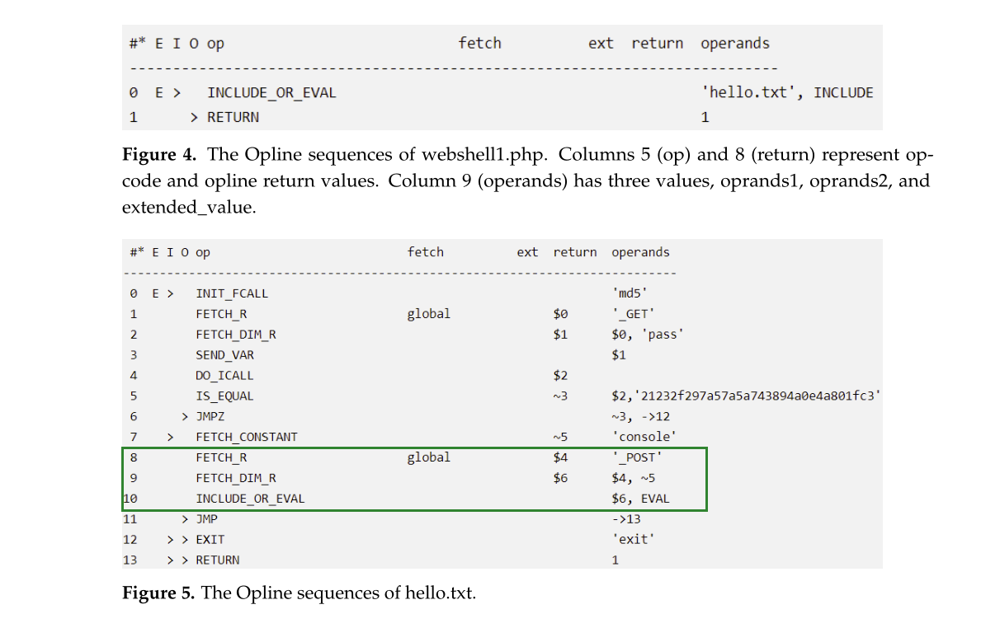 #* E I O op fetch ext return operands
-------------------------------------------------------------------------------
0 E > INCLUDE_OR_EVAL 'hello.txt', INCLUDE
1 > RETURN 1
Figure 4. The Opline sequences of webshell1.php. Columns 5 (op) and 8 (return) represent op-
code and opline return values. Column 9 (operands) has three values, oprands1, oprands2, and
extended_value.
#* E I O op fetch ext return operands
-------------------------------------------------------------------------------
0 E > INIT_FCALL 'md5'
1 FETCH_R global $0 '_GET'
2 FETCH_DIM_R $1 $0, 'pass'
3 SEND_VAR $1
4 DO_ICALL $2
5 IS_EQUAL ~3 $2,'21232f297a57a5a743894a0e4a801fc3'
6 > JMPZ ~3, ->12
7 > FETCH_CONSTANT ~5 'console'
8 FETCH_R global $4 '_POST'
9 FETCH_DIM_R $6 $4, ~5
10 INCLUDE_OR_EVAL $6, EVAL
11 > JMP ->13
12 > > EXIT 'exit'
13 > > RETURN 1
Figure 5. The Opline sequences of hello.txt.